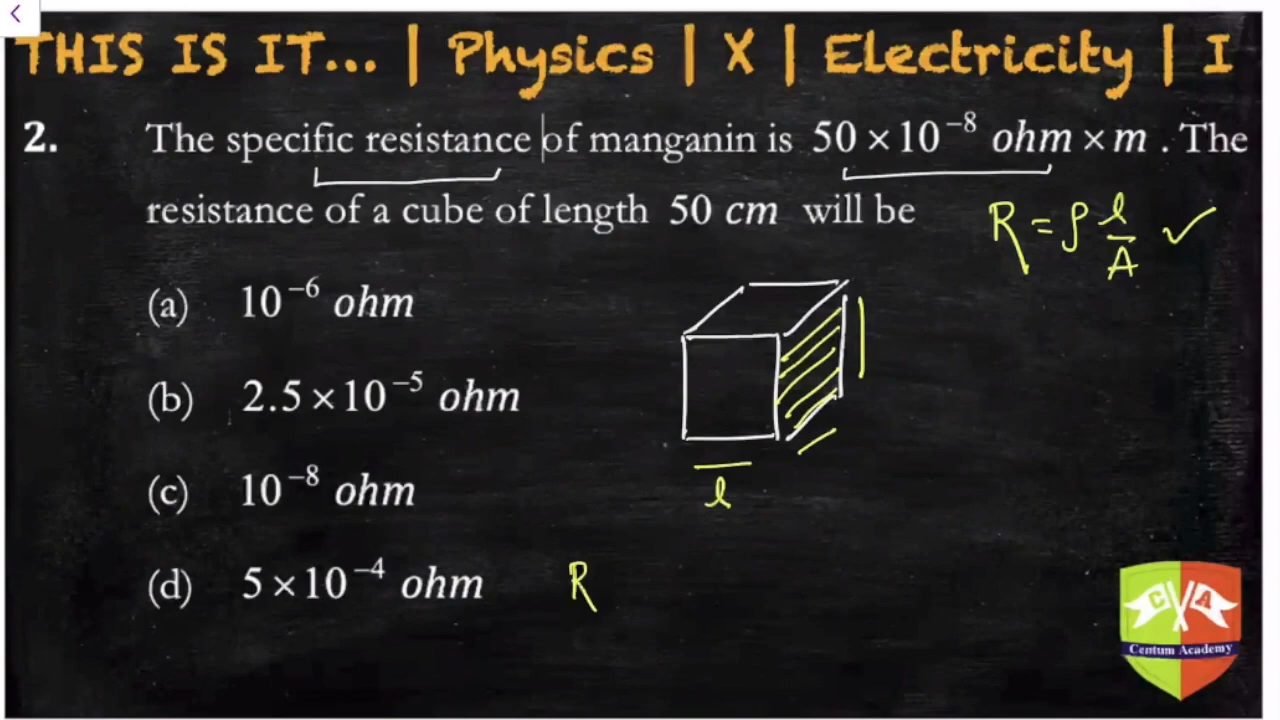 THIS IS IT... | Physics | X | Electricity | I
2. The specific resistance of manganin is 50 × 10⁻⁸ ohm × m . The
resistance of a cube of length 50 cm will be
R = ρ l/A ✓
(a) 10⁻⁶ ohm
(b) 2.5 × 10⁻⁵ ohm
(c) 10⁻⁸ ohm
l
(d) 5 × 10⁻⁴ ohm
R
C A
Centum Academy